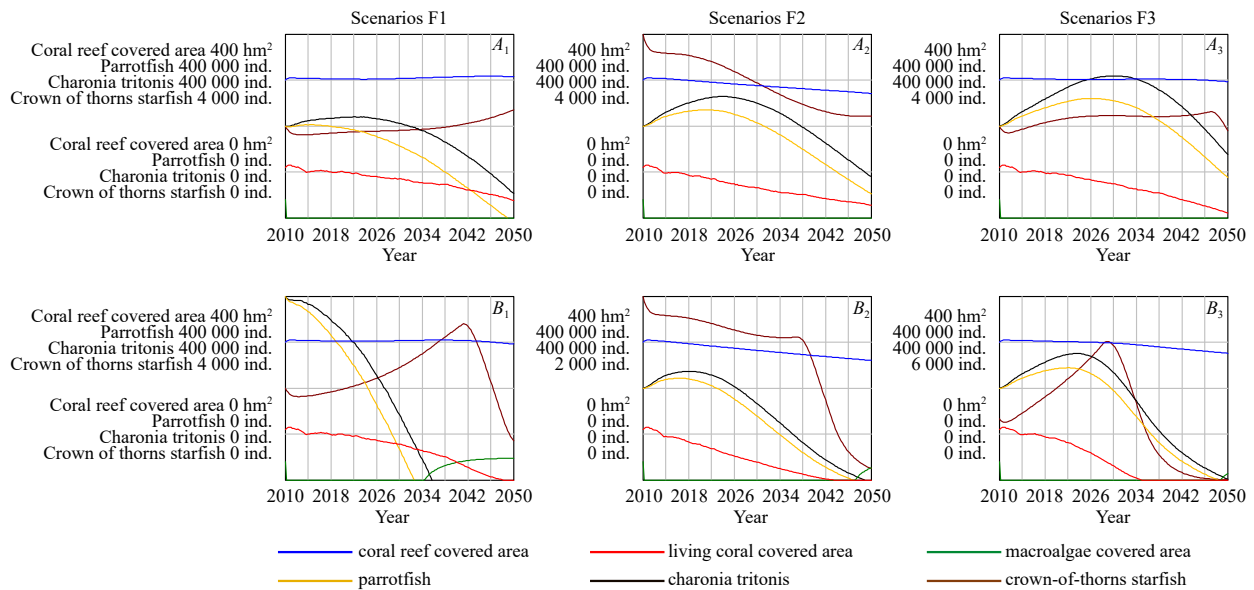 Scenarios F1
Scenarios F2
Scenarios F3
Coral reef covered area 400 hm²
Parrotfish 400 000 ind.
Charonia tritonis 400 000 ind.
Crown of thorns starfish 4 000 ind.
Coral reef covered area 0 hm²
Parrotfish 0 ind.
Charonia tritonis 0 ind.
Crown of thorns starfish 0 ind.
A₁
2010 2018 2026 2034 2042 2050
Year
400 hm²
400 000 ind.
400 000 ind.
4 000 ind.
0 hm²
0 ind.
0 ind.
0 ind.
A₂
2010 2018 2026 2034 2042 2050
Year
400 hm²
400 000 ind.
400 000 ind.
4 000 ind.
0 hm²
0 ind.
0 ind.
0 ind.
A₃
2010 2018 2026 2034 2042 2050
Year
Coral reef covered area 400 hm²
Parrotfish 400 000 ind.
Charonia tritonis 400 000 ind.
Crown of thorns starfish 4 000 ind.
Coral reef covered area 0 hm²
Parrotfish 0 ind.
Charonia tritonis 0 ind.
Crown of thorns starfish 0 ind.
B₁
2010 2018 2026 2034 2042 2050
Year
400 hm²
400 000 ind.
400 000 ind.
2 000 ind.
0 hm²
0 ind.
0 ind.
0 ind.
B₂
2010 2018 2026 2034 2042 2050
Year
400 hm²
400 000 ind.
400 000 ind.
6 000 ind.
0 hm²
0 ind.
0 ind.
0 ind.
B₃
2010 2018 2026 2034 2042 2050
Year
coral reef covered area
living coral covered area
macroalgae covered area
parrotfish
charonia tritonis
crown-of-thorns starfish